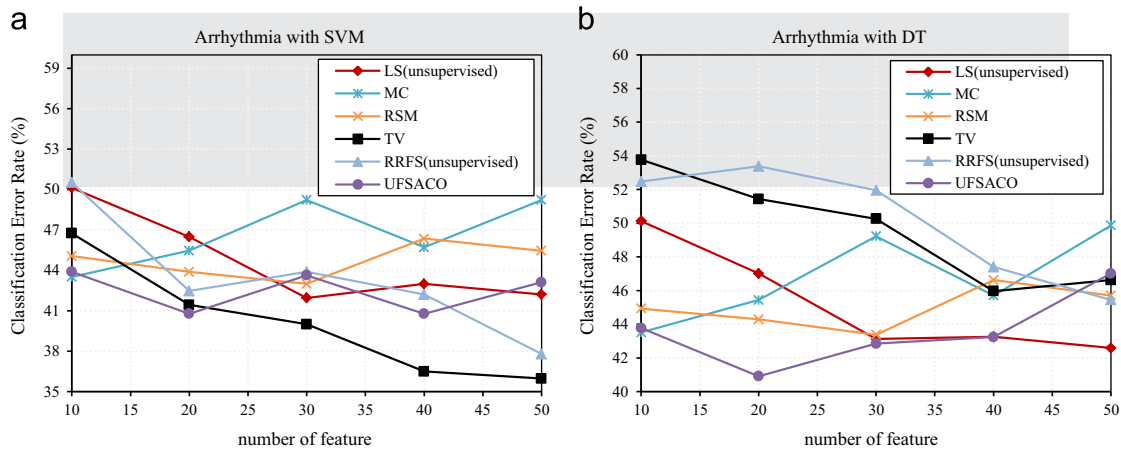 a
Arrhythmia with SVM
Classification Error Rate (%)
59
56
53
50
47
44
41
38
35
10 15 20 25 30 35 40 45 50
number of feature
LS(unsupervised)
MC
RSM
TV
RRFS(unsupervised)
UFSACO
b
Arrhythmia with DT
Classification Error Rate (%)
60
58
56
54
52
50
48
46
44
42
40
10 15 20 25 30 35 40 45 50
number of feature
LS(unsupervised)
MC
RSM
TV
RRFS(unsupervised)
UFSACO